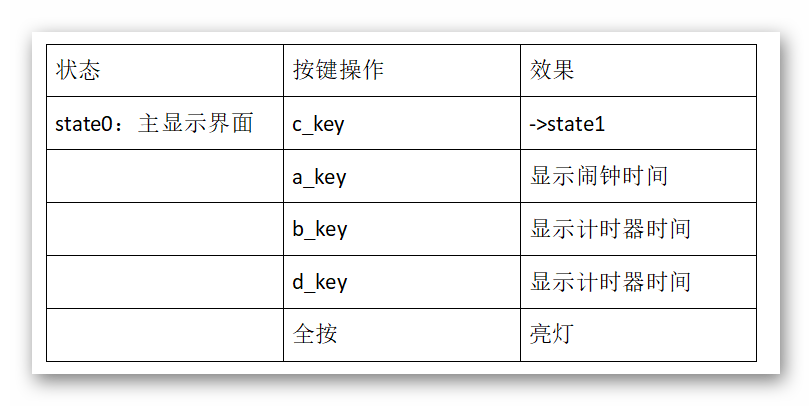 状态 按键操作 效果
state0：主显示界面 c_key ->state1
a_key 显示闹钟时间
b_key 显示计时器时间
d_key 显示计时器时间
全按 亮灯